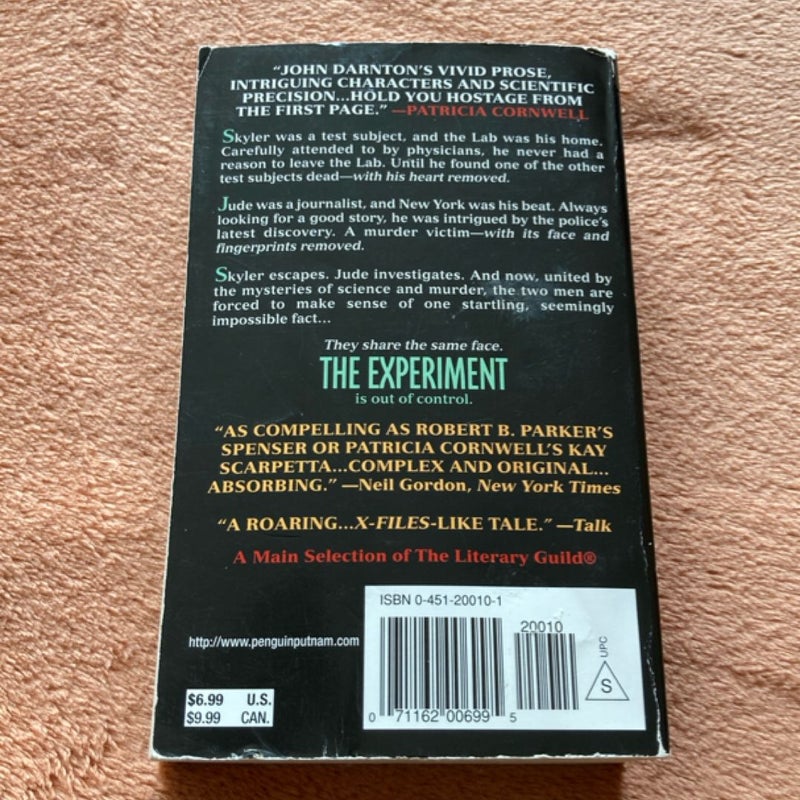 “JOHN DARNTON’S VIVID PROSE,
INTRIGUING CHARACTERS AND SCIENTIFIC
PRECISION...HOLD YOU HOSTAGE FROM
THE FIRST PAGE.” —PATRICIA CORNWELL
Skyler was a test subject, and the Lab was his home.
Carefully attended to by physicians, he never had a
reason to leave the Lab. Until he found one of the other
test subjects dead—with his heart removed.
Jude was a journalist, and New York was his beat. Always
looking for a good story, he was intrigued by the police’s
latest discovery. A murder victim—with its face and
fingerprints removed.
Skyler escapes. Jude investigates. And now, united by
the mysteries of science and murder, the two men are
forced to make sense of one startling, seemingly
impossible fact...
They share the same face.
THE EXPERIMENT
is out of control.
“AS COMPELLING AS ROBERT B. PARKER’S
SPENSER OR PATRICIA CORNWELL’S KAY
SCARPETTA...COMPLEX AND ORIGINAL...
ABSORBING.” —Neil Gordon, New York Times
“A ROARING...X-FILES-LIKE TALE.” —Talk
A Main Selection of The Literary Guild®
ISBN 0-451-20010-1
20010
UPC
S
http://www.penguinputnam.com
$6.99 U.S.
$9.99 CAN.
0 71162 00699 5